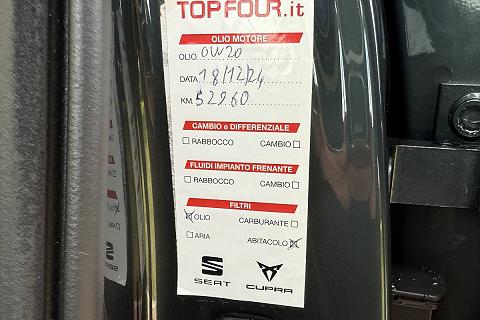 TOPFOUR.it
OLIO MOTORE
OLIO 0W20
DATA 18/12/24
KM. 52960
CAMBIO e DIFFERENZIALE
RABBOCCO CAMBIO
FLUIDI IMPIANTO FRENANTE
RABBOCCO CAMBIO
FILTRI
OLIO CARBURANTE
ARIA ABITACOLO
SEAT CUPRA